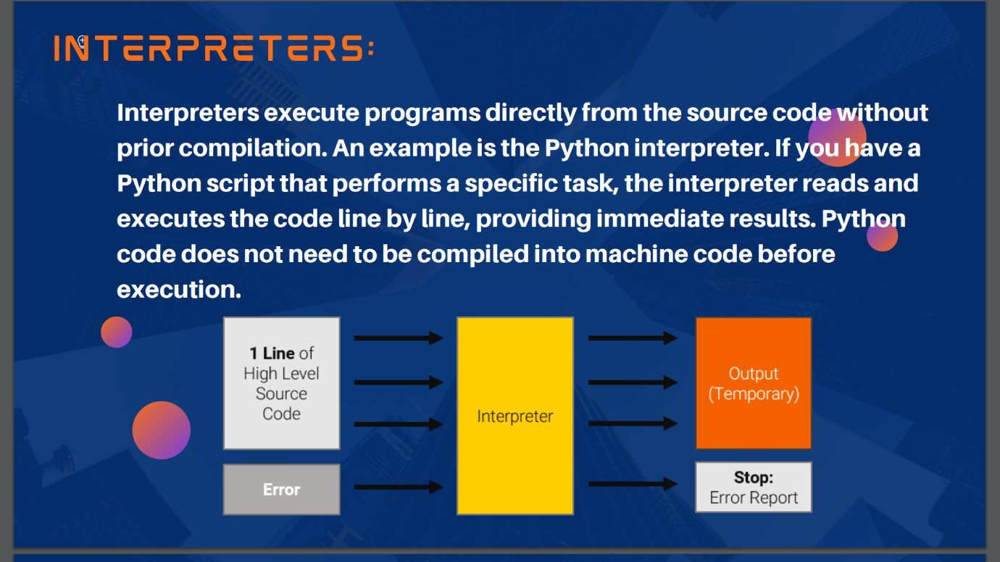 INTERPRETERS:
Interpreters execute programs directly from the source code without
prior compilation. An example is the Python interpreter. If you have a
Python script that performs a specific task, the interpreter reads and
executes the code line by line, providing immediate results. Python
code does not need to be compiled into machine code before
execution.
1 Line of
High Level
Source
Code
Interpreter
Output
(Temporary)
Error
Stop:
Error Report